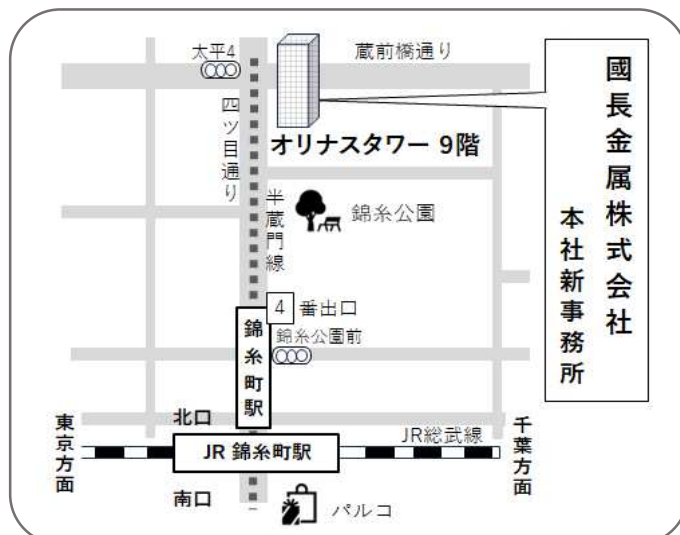 太平4
蔵前橋通り
四ツ目通り
オリナスタワー 9階
國長金属株式会社
本社新事務所
半蔵門線
錦糸公園
4 番出口
錦糸町駅
錦糸公園前
北口
東京方面
JR 錦糸町駅
JR総武線
千葉方面
南口
パルコ